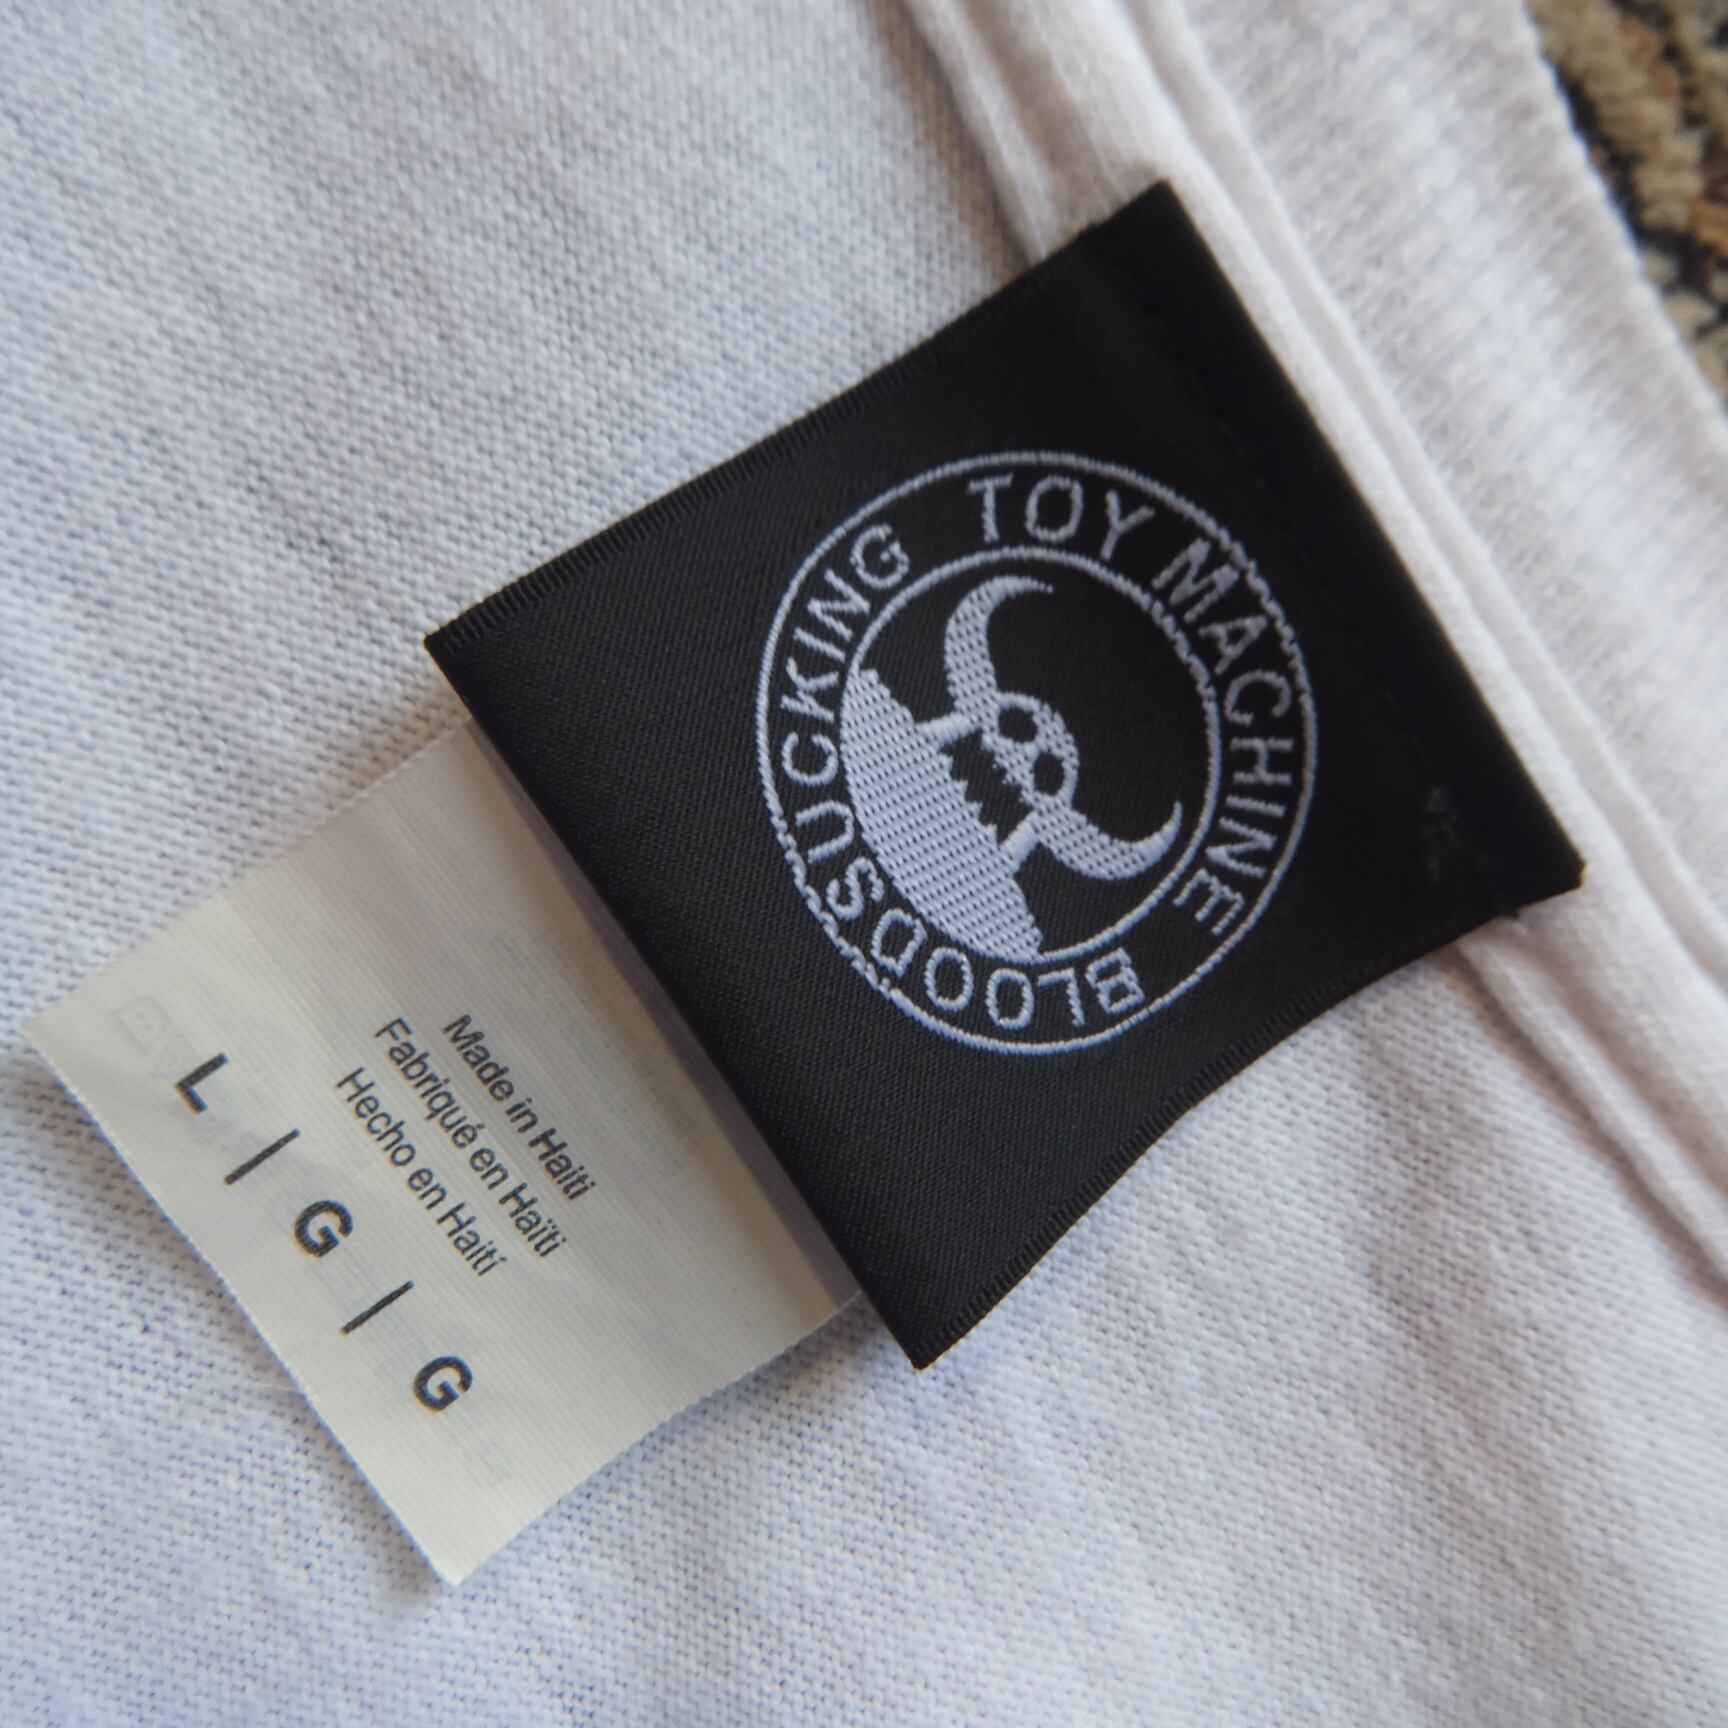 TOY MACHINE
BLOODSUCKING
Made in Haiti
Fabriqué en Haïti
Hecho en Haití
L | G | G